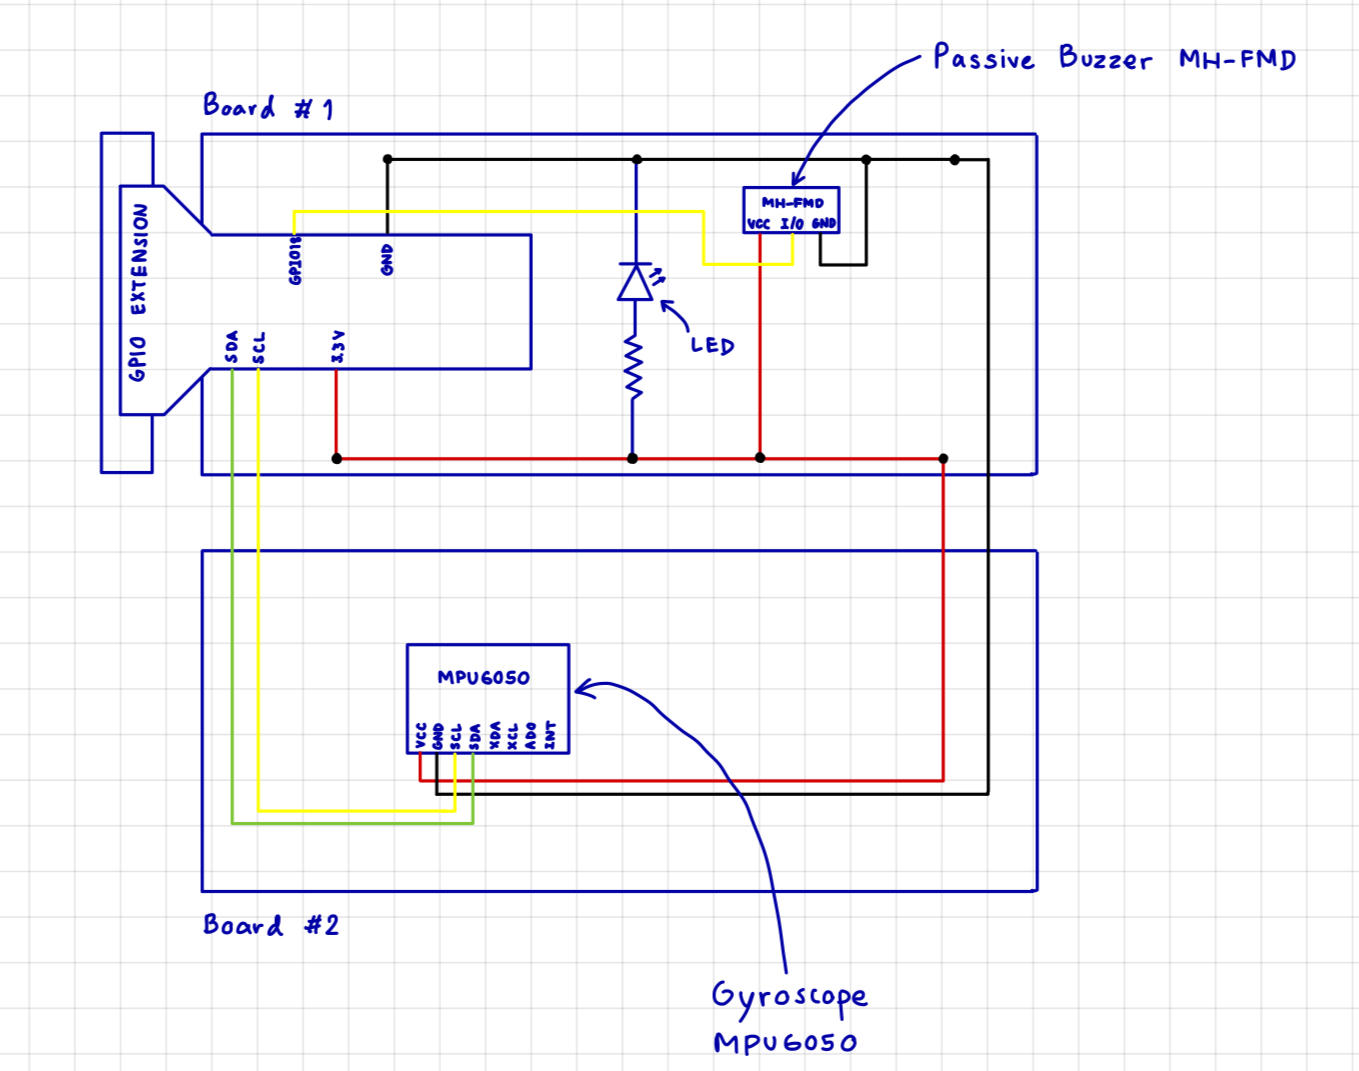 Passive Buzzer MH-FMD
Board #1
MH-FMD
VCC I/O GND
GPIO EXTENSION
GPIO18
GND
SDA
SCL
3.3V
LED
MPU6050
VCC
GND
SCL
SDA
XDA
XCL
ADO
INT
Board #2
Gyroscope
MPU6050